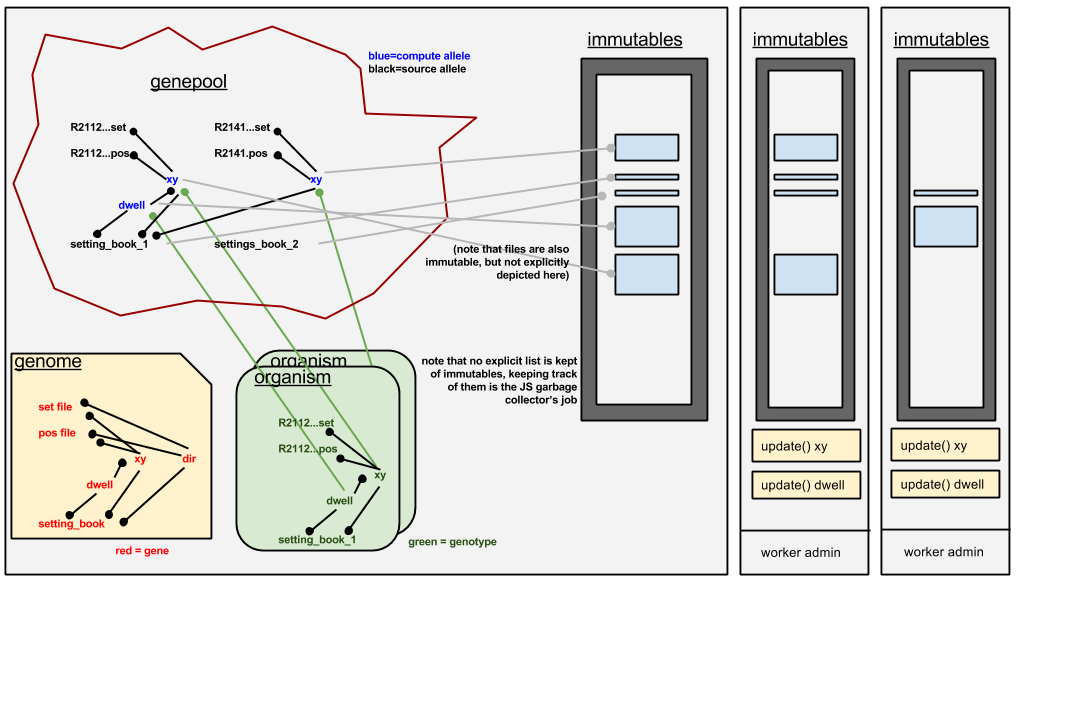 blue=compute allele
black=source allele
genepool
R2112...set
R2112...pos
xy
dwell
setting_book_1
R2141...set
R2141.pos
xy
settings_book_2
(note that files are also
immutable, but not explicitly
depicted here)
note that no explicit list is kept
of immutables, keeping track
of them is the JS garbage
collector's job
genome
set file
pos file
xy
dir
dwell
setting_book
red = gene
organism
organism
R2112...set
R2112...pos
xy
dwell
setting_book_1
green = genotype
immutables
immutables
update() xy
update() dwell
worker admin
immutables
update() xy
update() dwell
worker admin